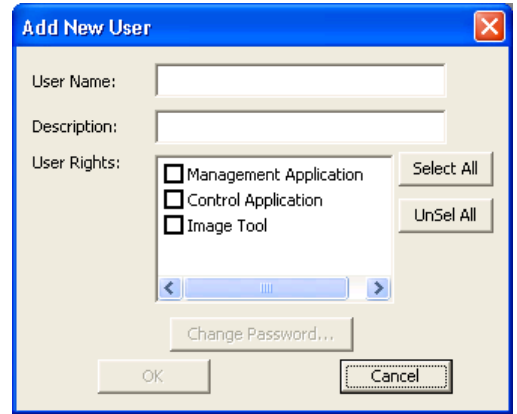 Add New User
User Name:
Description:
User Rights:
Management Application
Control Application
Image Tool
Select All
UnSel All
Change Password...
OK
Cancel